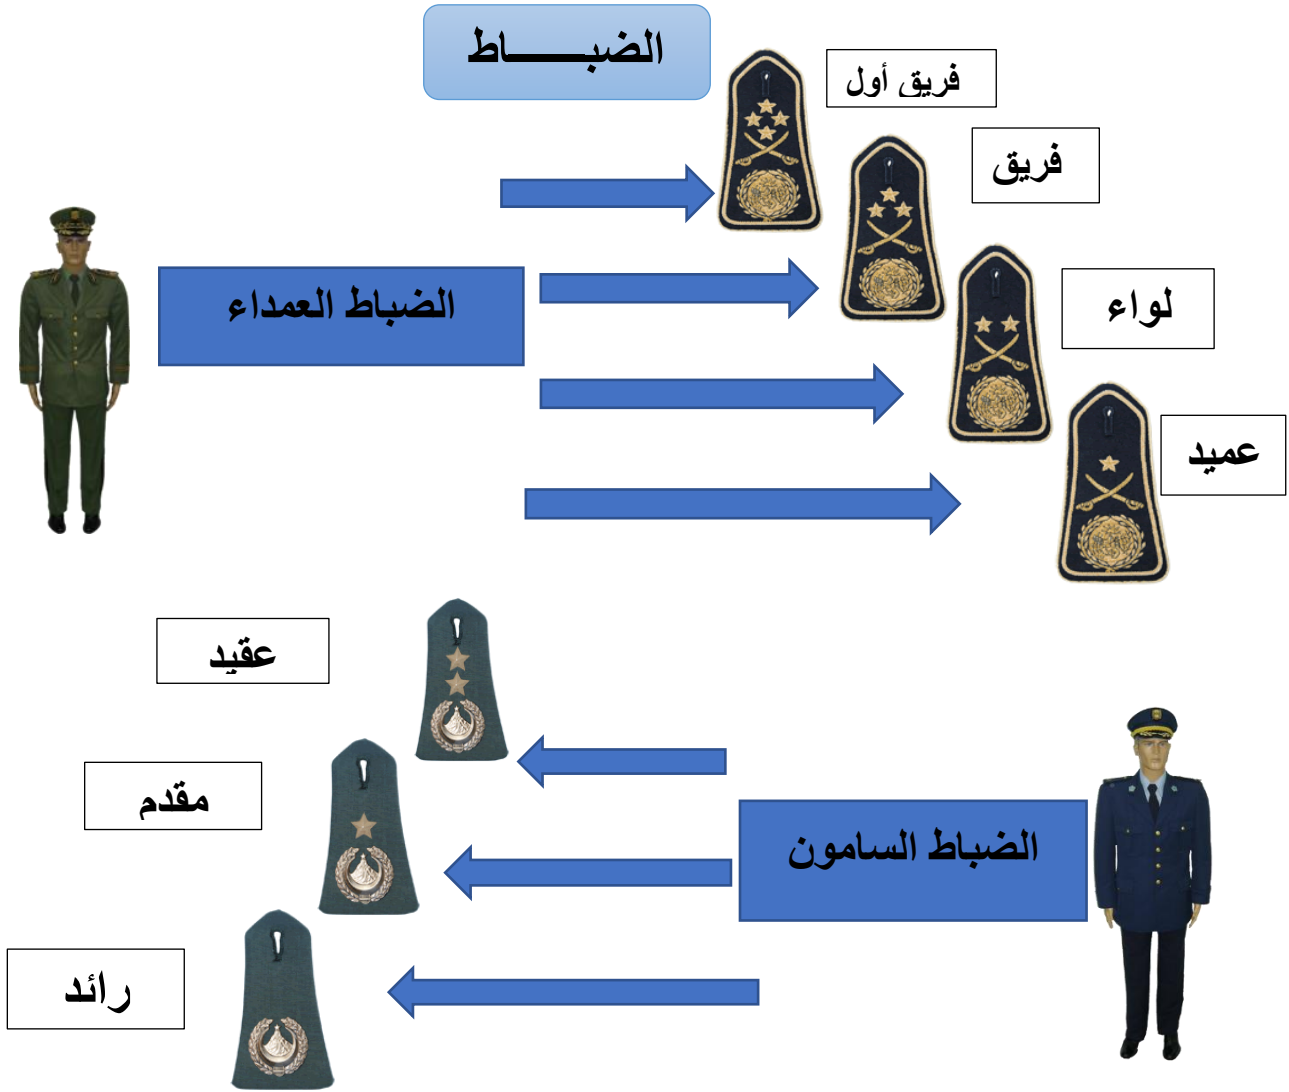 الضبـــــاط
فريق أول
فريق
الضباط العمداء
لواء
عميد
عقيد
مقدم
الضباط السامون
رائد